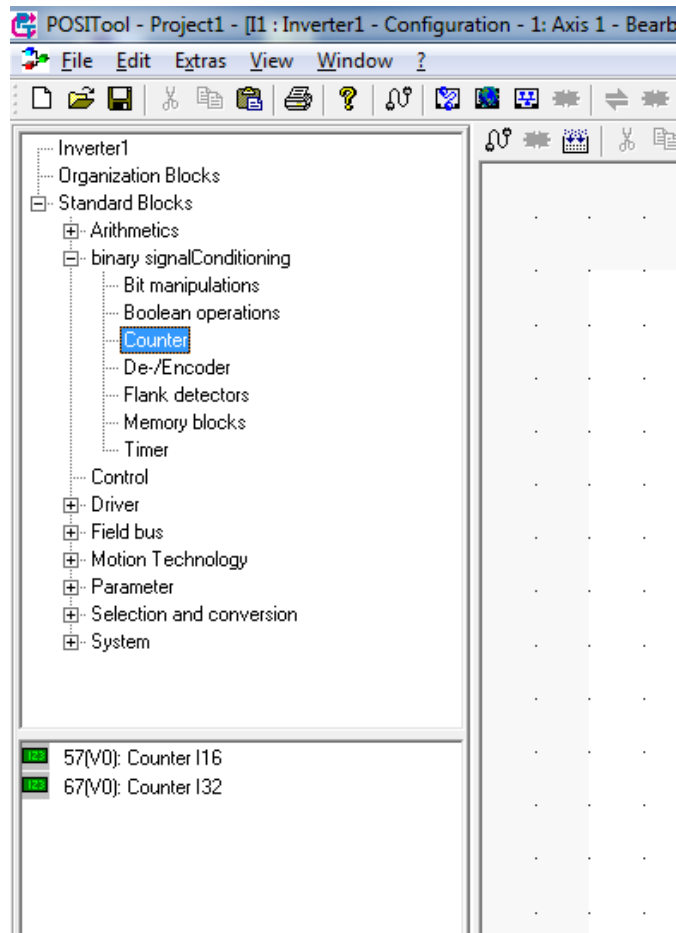 POSITool - Project1 - [I1 : Inverter1 - Configuration - 1: Axis 1 - Bearb
File Edit Extras View Window ?
Inverter1
Organization Blocks
Standard Blocks
Arithmetics
binary signalConditioning
Bit manipulations
Boolean operations
Counter
De-/Encoder
Flank detectors
Memory blocks
Timer
Control
Driver
Field bus
Motion Technology
Parameter
Selection and conversion
System
123 57(V0): Counter I16
123 67(V0): Counter I32